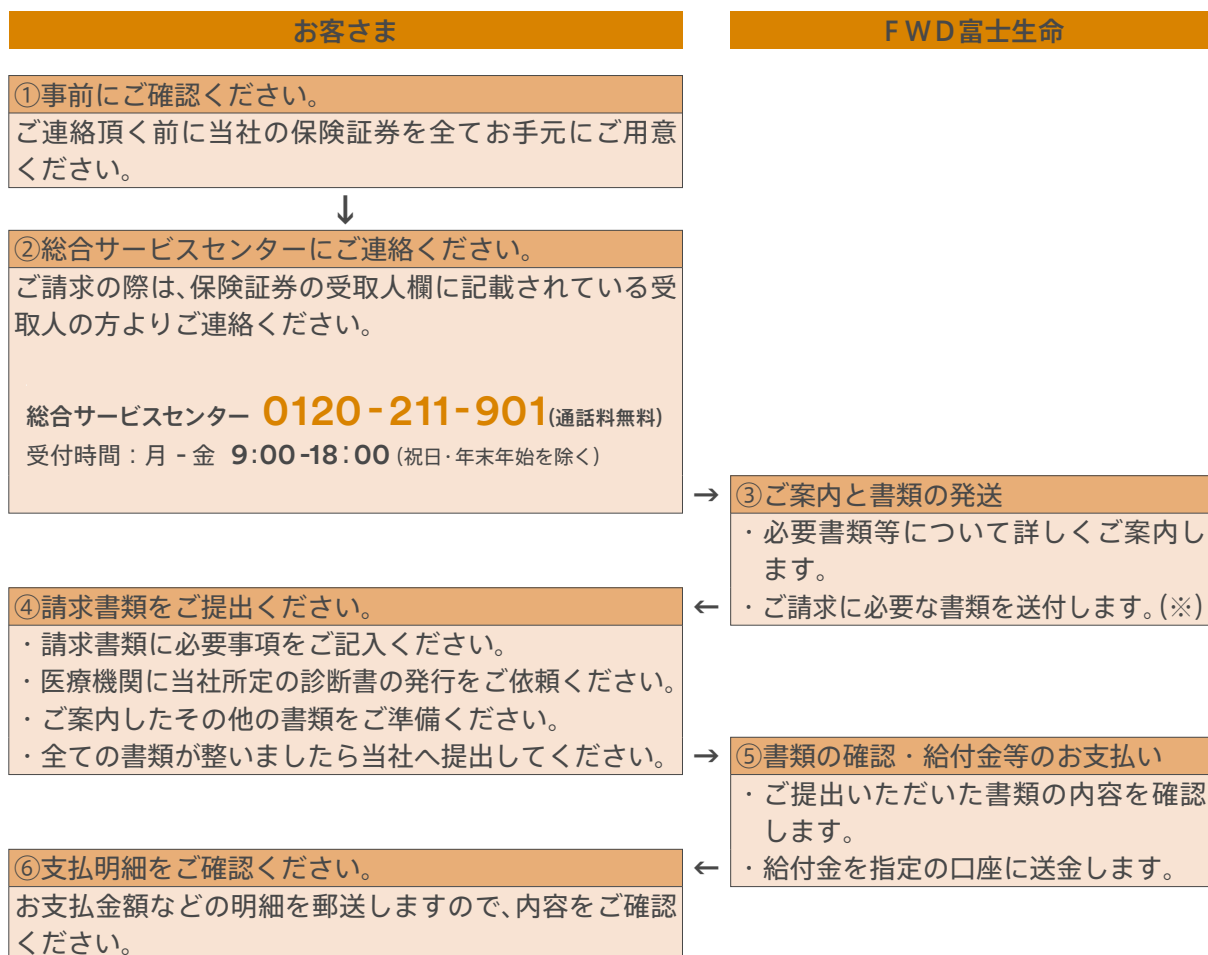 お客さま
FWD富士生命
①事前にご確認ください。
ご連絡頂く前に当社の保険証券を全てお手元にご用意
ください。
↓
②総合サービスセンターにご連絡ください。
ご請求の際は、保険証券の受取人欄に記載されている受
取人の方よりご連絡ください。
総合サービスセンター 0120-211-901(通話料無料)
受付時間：月-金 9:00-18:00(祝日・年末年始を除く)
→
③ご案内と書類の発送
・必要書類等について詳しくご案内し
ます。
・ご請求に必要な書類を送付します。(※)
←
④請求書類をご提出ください。
・請求書類に必要事項をご記入ください。
・医療機関に当社所定の診断書の発行をご依頼ください。
・ご案内したその他の書類をご準備ください。
・全ての書類が整いましたら当社へ提出してください。
→
⑤書類の確認・給付金等のお支払い
・ご提出いただいた書類の内容を確認
します。
・給付金を指定の口座に送金します。
←
⑥支払明細をご確認ください。
お支払金額などの明細を郵送しますので、内容をご確認
ください。